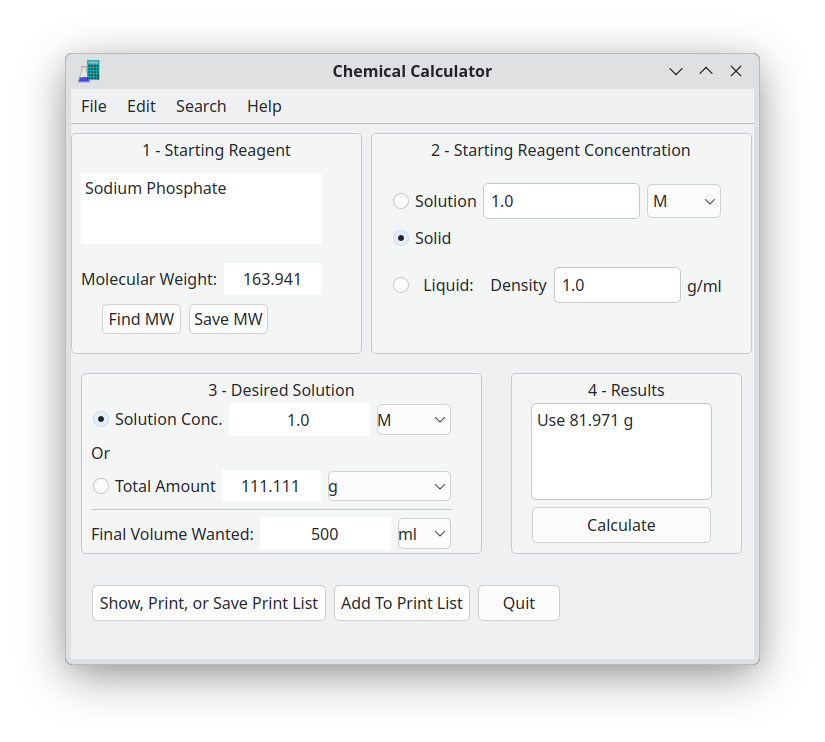 Chemical Calculator
File Edit Search Help
1 - Starting Reagent
Sodium Phosphate
Molecular Weight: 163.941
Find MW Save MW
2 - Starting Reagent Concentration
Solution 1.0 M
Solid
Liquid: Density 1.0 g/ml
3 - Desired Solution
Solution Conc. 1.0 M
Or
Total Amount 111.111 g
Final Volume Wanted: 500 ml
4 - Results
Use 81.971 g
Calculate
Show, Print, or Save Print List Add To Print List Quit